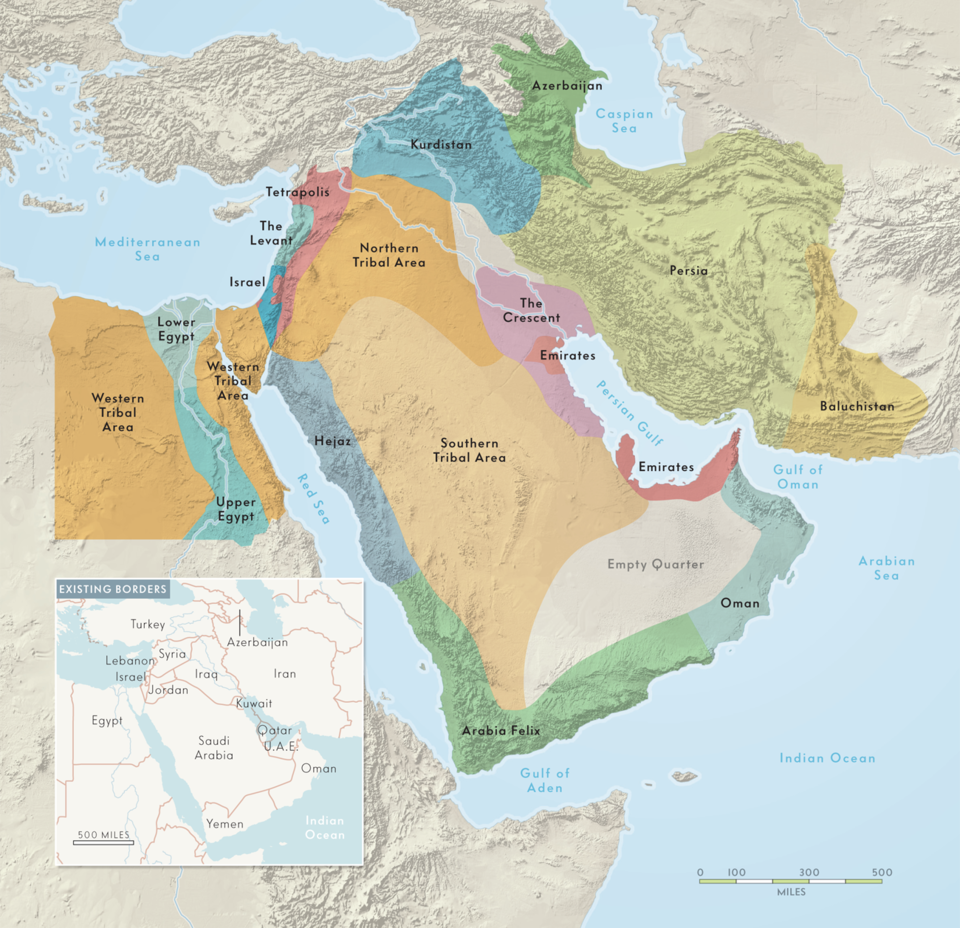 Azerbaijan
Caspian
Sea
Kurdistan
Tetrapolis
The
Levant
Mediterranean
Sea
Northern
Tribal Area
Persia
Israel
The
Crescent
Lower
Egypt
Emirates
Western
Tribal
Area
Western
Tribal
Area
Baluchistan
Persian Gulf
Hejaz
Southern
Tribal Area
Emirates
Gulf of
Oman
Red Sea
Upper
Egypt
Empty Quarter
Arabian
Sea
Oman
Arabia Felix
Gulf of
Aden
Indian Ocean
EXISTING BORDERS
Turkey
Azerbaijan
Syria
Lebanon
Israel
Iraq
Iran
Jordan
Kuwait
Egypt
Qatar
U.A.E.
Saudi
Arabia
Oman
Yemen
Indian
Ocean
500 MILES
0 100 300 500
MILES